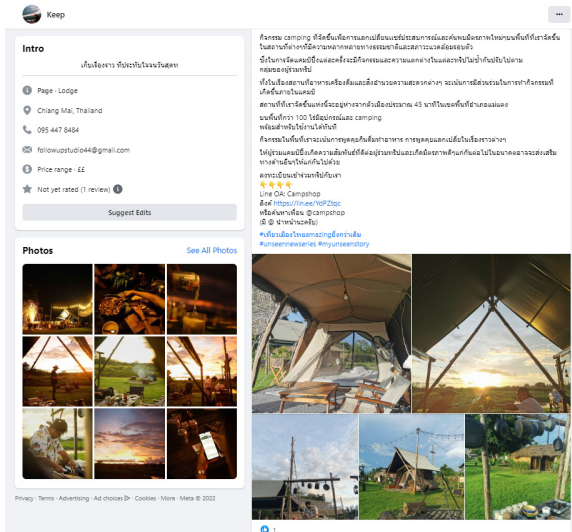 Keep
Intro
เก็บเรื่องราว ที่ประทับใจจนวันสุดท
Page · Lodge
Chiang Mai, Thailand
095 447 8484
followupstudio44@gmail.com
Price range · ££
Not yet rated (1 review)
Suggest Edits
Photos
See All Photos
Privacy · Terms · Advertising · Ad choices · Cookies · More · Meta © 2022
กิจกรรม camping ที่จัดขึ้นเพื่อการแลกเปลี่ยนแชร์ประสบการณ์และค้นพบมิตรภาพใหม่ๆบนพื้นที่ที่เราจัดขึ้น
ในสถานที่ต่างๆที่มีความหลากหลายทางธรรมชาติและสภาวะแวดล้อมรอบตัว
ซึ่งในการจัดแคมป์ปิ้งแต่ละครั้งจะมีกิจกรรมและความแตกต่างในแต่ละทริปไม่ซ้ำกันปรับไปตาม
กลุ่มของผู้ร่วมทริป
ทั้งในเรื่องสถานที่อาหารเครื่องดื่มและสิ่งอำนวยความสะดวกต่างๆ จะเน้นการมีส่วนร่วมในการทำกิจกรรมที่
เกิดขึ้นภายในแคมป์
สถานที่ที่เราจัดขึ้นแห่งนี้จะอยู่ห่างจากตัวเมืองประมาณ 45 นาทีในเขตพื้นที่อำเภอแม่แตง
บนพื้นที่กว่า 100 ไร่มีอุปกรณ์และ camping
พร้อมสำหรับใช้งานได้ทันที
กิจกรรมในพื้นที่เราจะเน้นการพูดคุยกินดื่มทำอาหาร การพูดคุยแลกเปลี่ยนในเรื่องราวต่างๆ
ให้ผู้ร่วมแคมป์ปิ้งเกิดความสัมพันธ์ที่ดีต่อผู้ร่วมทริปและเกิดมิตรภาพดีๆแก่กันต่อไปในอนาคตอาจจะส่งเสริม
ทางด้านอื่นๆให้แก่กันไปด้วย
ลงทะเบียนเข้าร่วมทริปกับเรา
👇👇👇👇
Line OA: Campshop
ลิงค์ https://lin.ee/YdPZtqc
หรือค้นหาเพื่อน @campshop
(มี @ นำหน้านะครับ)
#เที่ยวเมืองไทยamazingยิ่งกว่าเดิม
#unseennewseries #myunseenstory
1